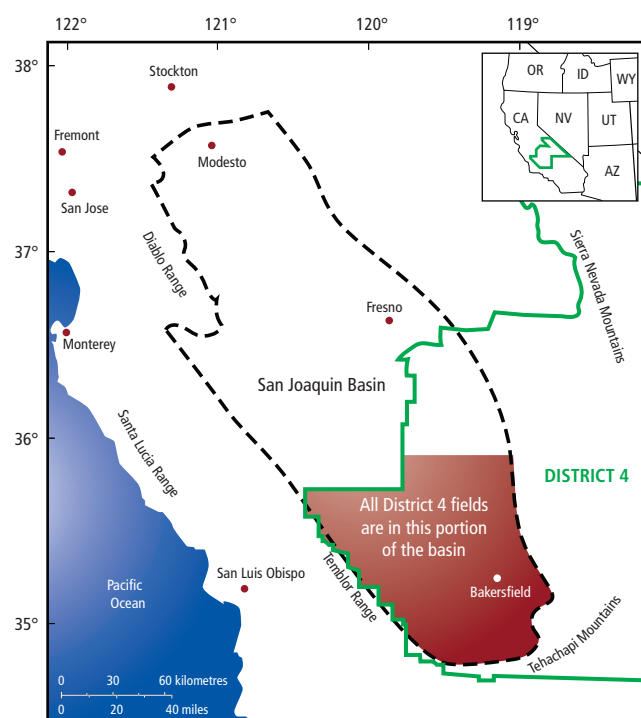 122°
121°
120°
119°
38°
37°
36°
35°
Stockton
Fremont
Modesto
San Jose
Diablo Range
Monterey
Fresno
Sierra Nevada Mountains
San Joaquin Basin
Santa Lucia Range
DISTRICT 4
All District 4 fields
are in this portion
of the basin
Temblor Range
San Luis Obispo
Bakersfield
Pacific
Ocean
Tehachapi Mountains
0 30 60 kilometres
0 20 40 miles
OR
ID
WY
CA
NV
UT
AZ